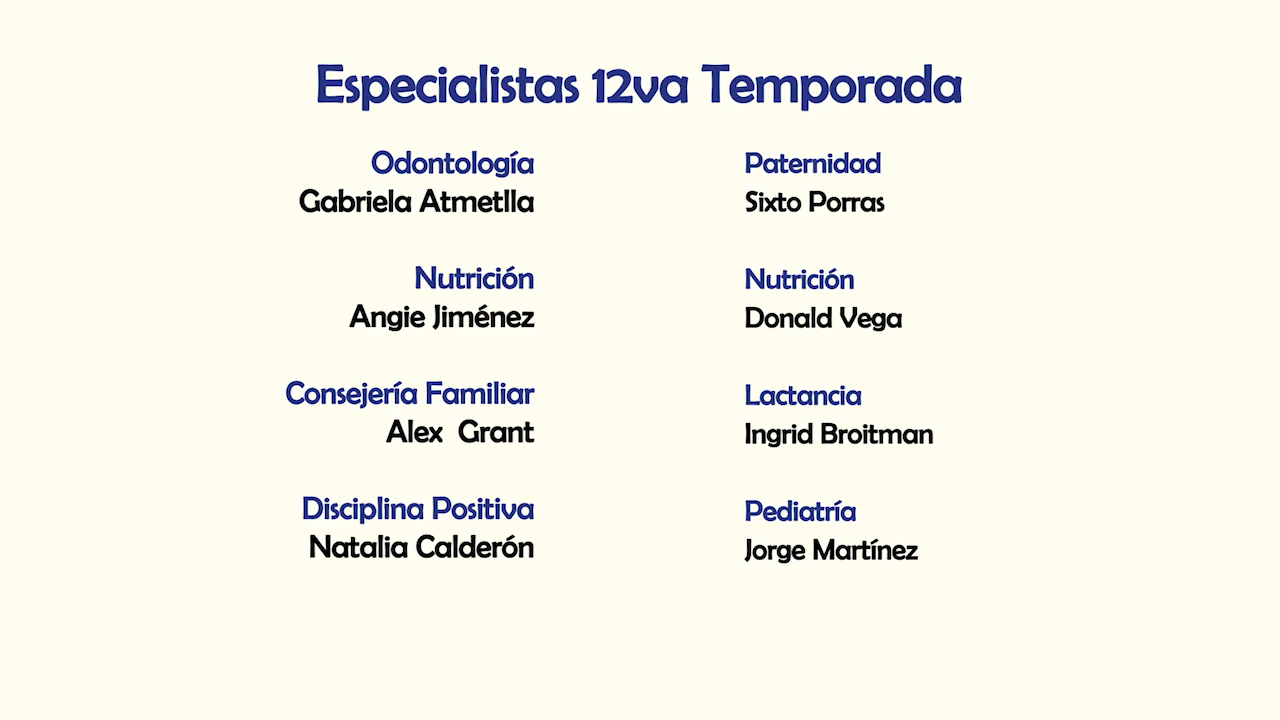 Especialistas 12va Temporada
Odontología
Gabriela Atmetlla
Nutrición
Angie Jiménez
Consejería Familiar
Alex Grant
Disciplina Positiva
Natalia Calderón
Paternidad
Sixto Porras
Nutrición
Donald Vega
Lactancia
Ingrid Broitman
Pediatría
Jorge Martínez